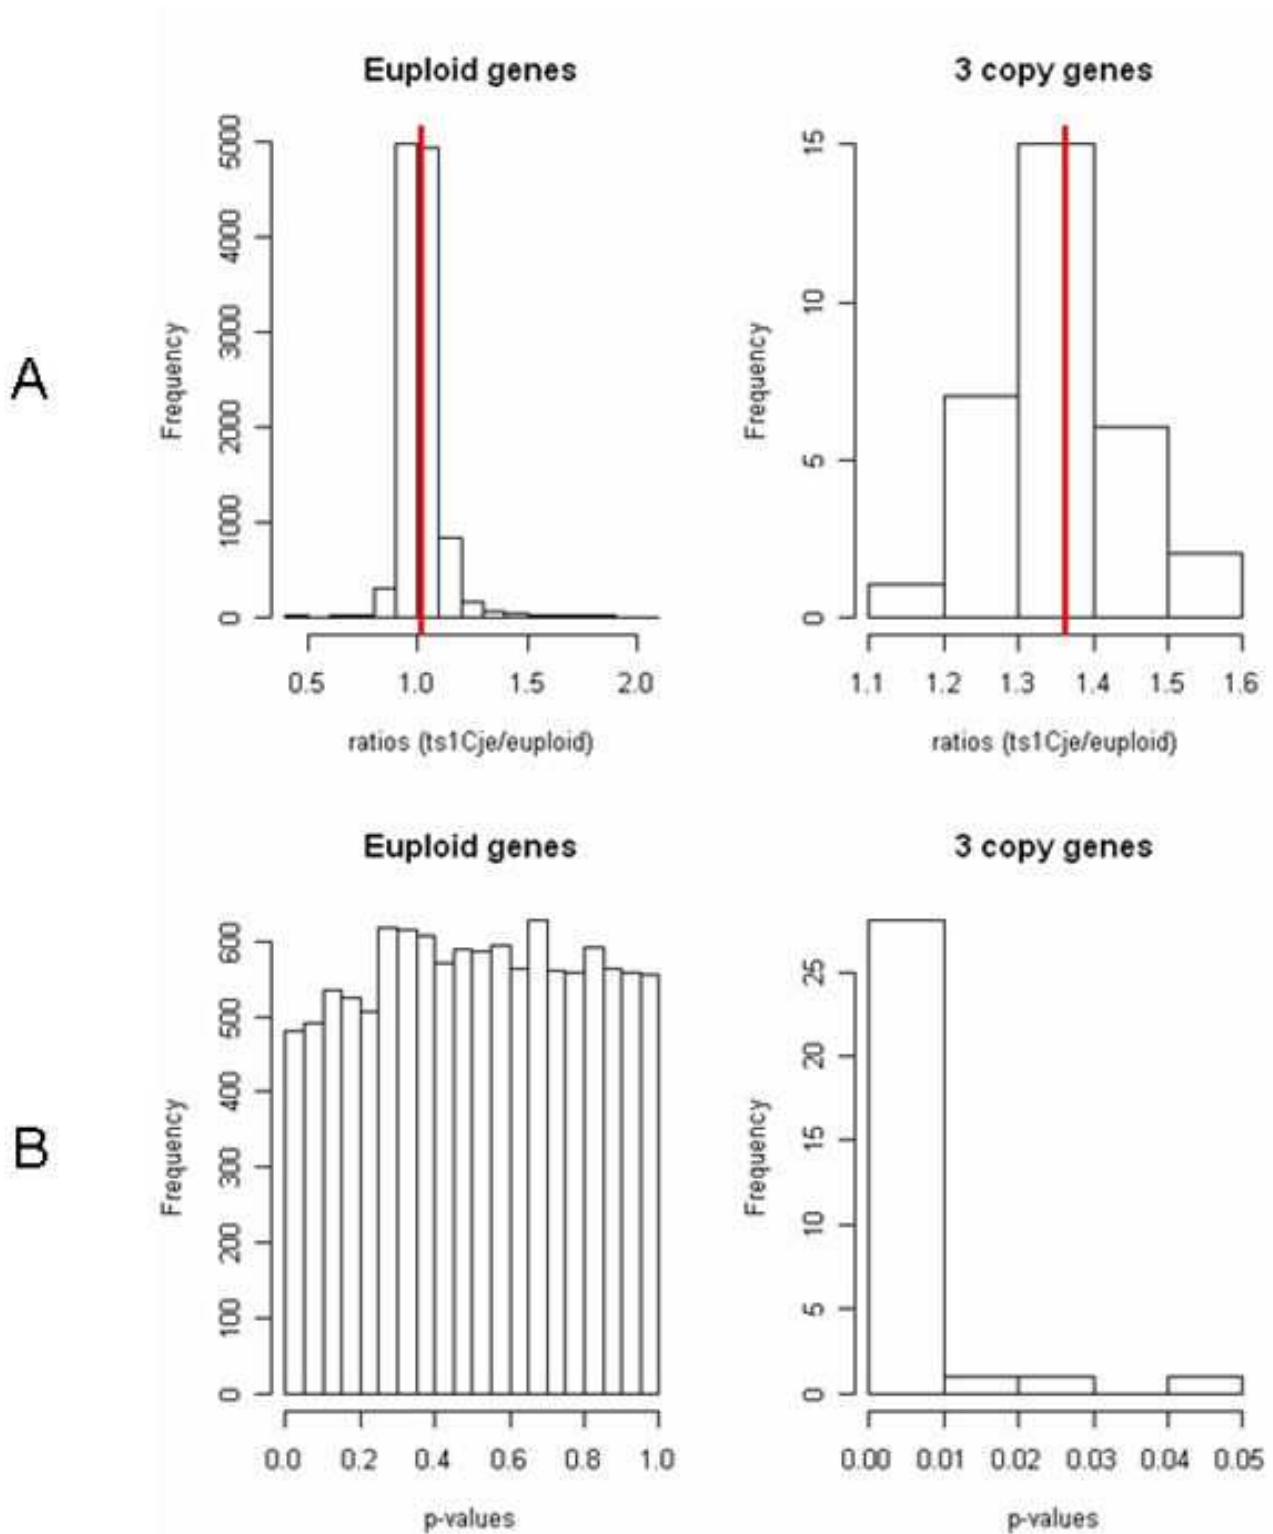 Euploid genes
3 copy genes
A
Frequency
0
1000
2000
3000
4000
5000
0.5 1.0 1.5 2.0
ratios (ts1Cje/euploid)
Frequency
0
5
10
15
1.1 1.2 1.3 1.4 1.5 1.6
ratios (ts1Cje/euploid)
Euploid genes
3 copy genes
B
Frequency
0
100
200
300
400
500
600
0.0 0.2 0.4 0.6 0.8 1.0
p-values
Frequency
0
5
10
15
20
25
0.00 0.01 0.02 0.03 0.04 0.05
p-values